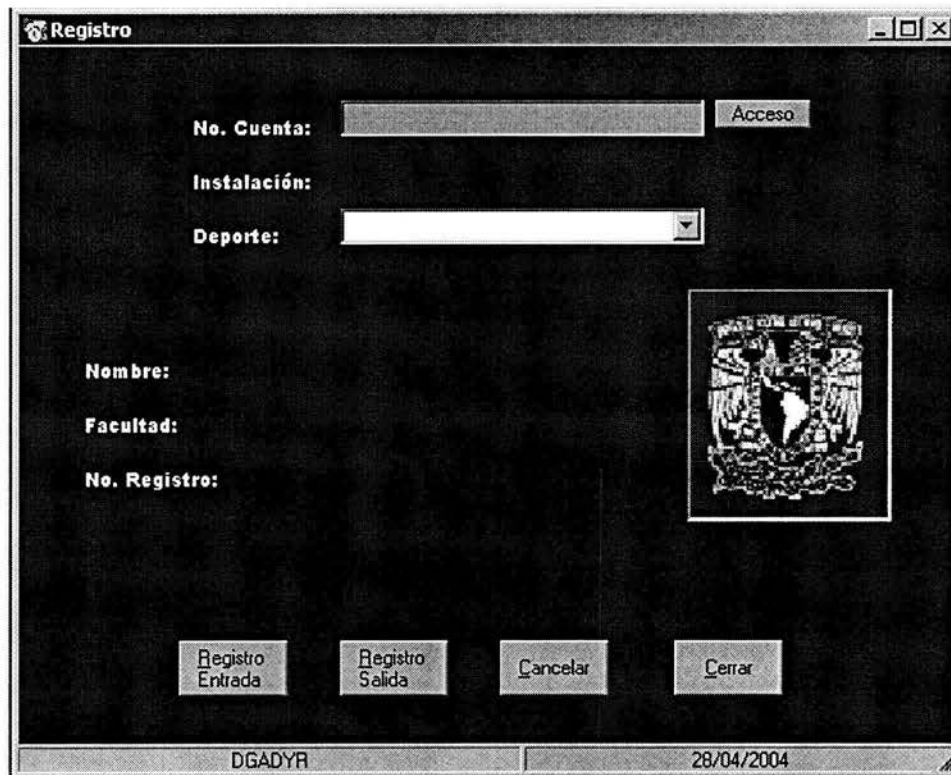 Registro
No. Cuenta:
Acceso
Instalación:
Deporte:
Nombre:
Facultad:
No. Registro:
Registro
Entrada
Registro
Salida
Cancelar
Cerrar
DGADYR
28/04/2004